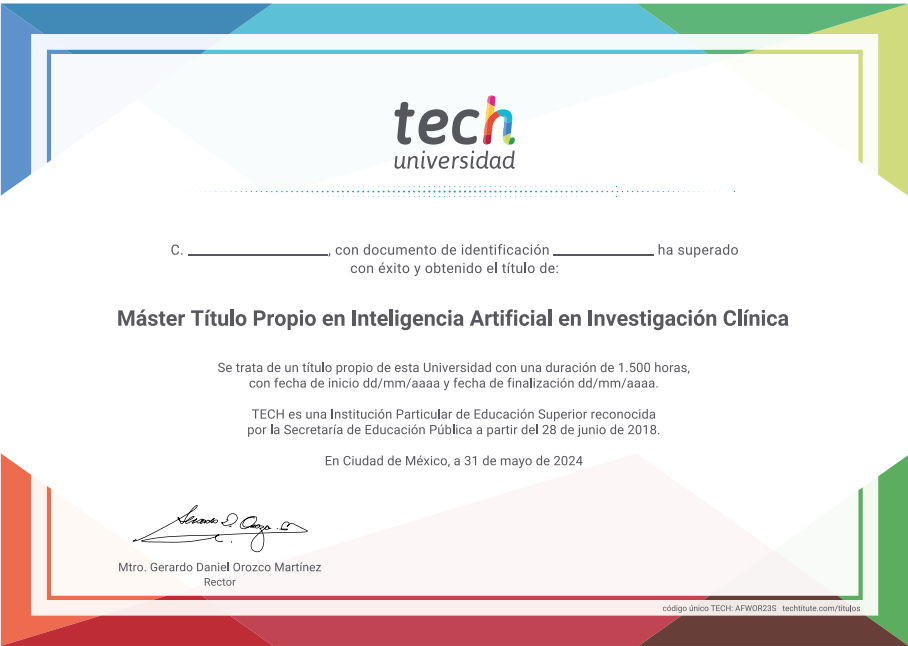 tech
universidad
C. ____________, con documento de identificación ____________ ha superado
con éxito y obtenido el título de:
Máster Título Propio en Inteligencia Artificial en Investigación Clínica
Se trata de un título propio de esta Universidad con una duración de 1.500 horas,
con fecha de inicio dd/mm/aaaa y fecha de finalización dd/mm/aaaa.
TECH es una Institución Particular de Educación Superior reconocida
por la Secretaría de Educación Pública a partir del 28 de junio de 2018.
En Ciudad de México, a 31 de mayo de 2024
Mtro. Gerardo Daniel Orozco Martínez
Rector
código único TECH: AFWOR23S techtitute.com/titulos